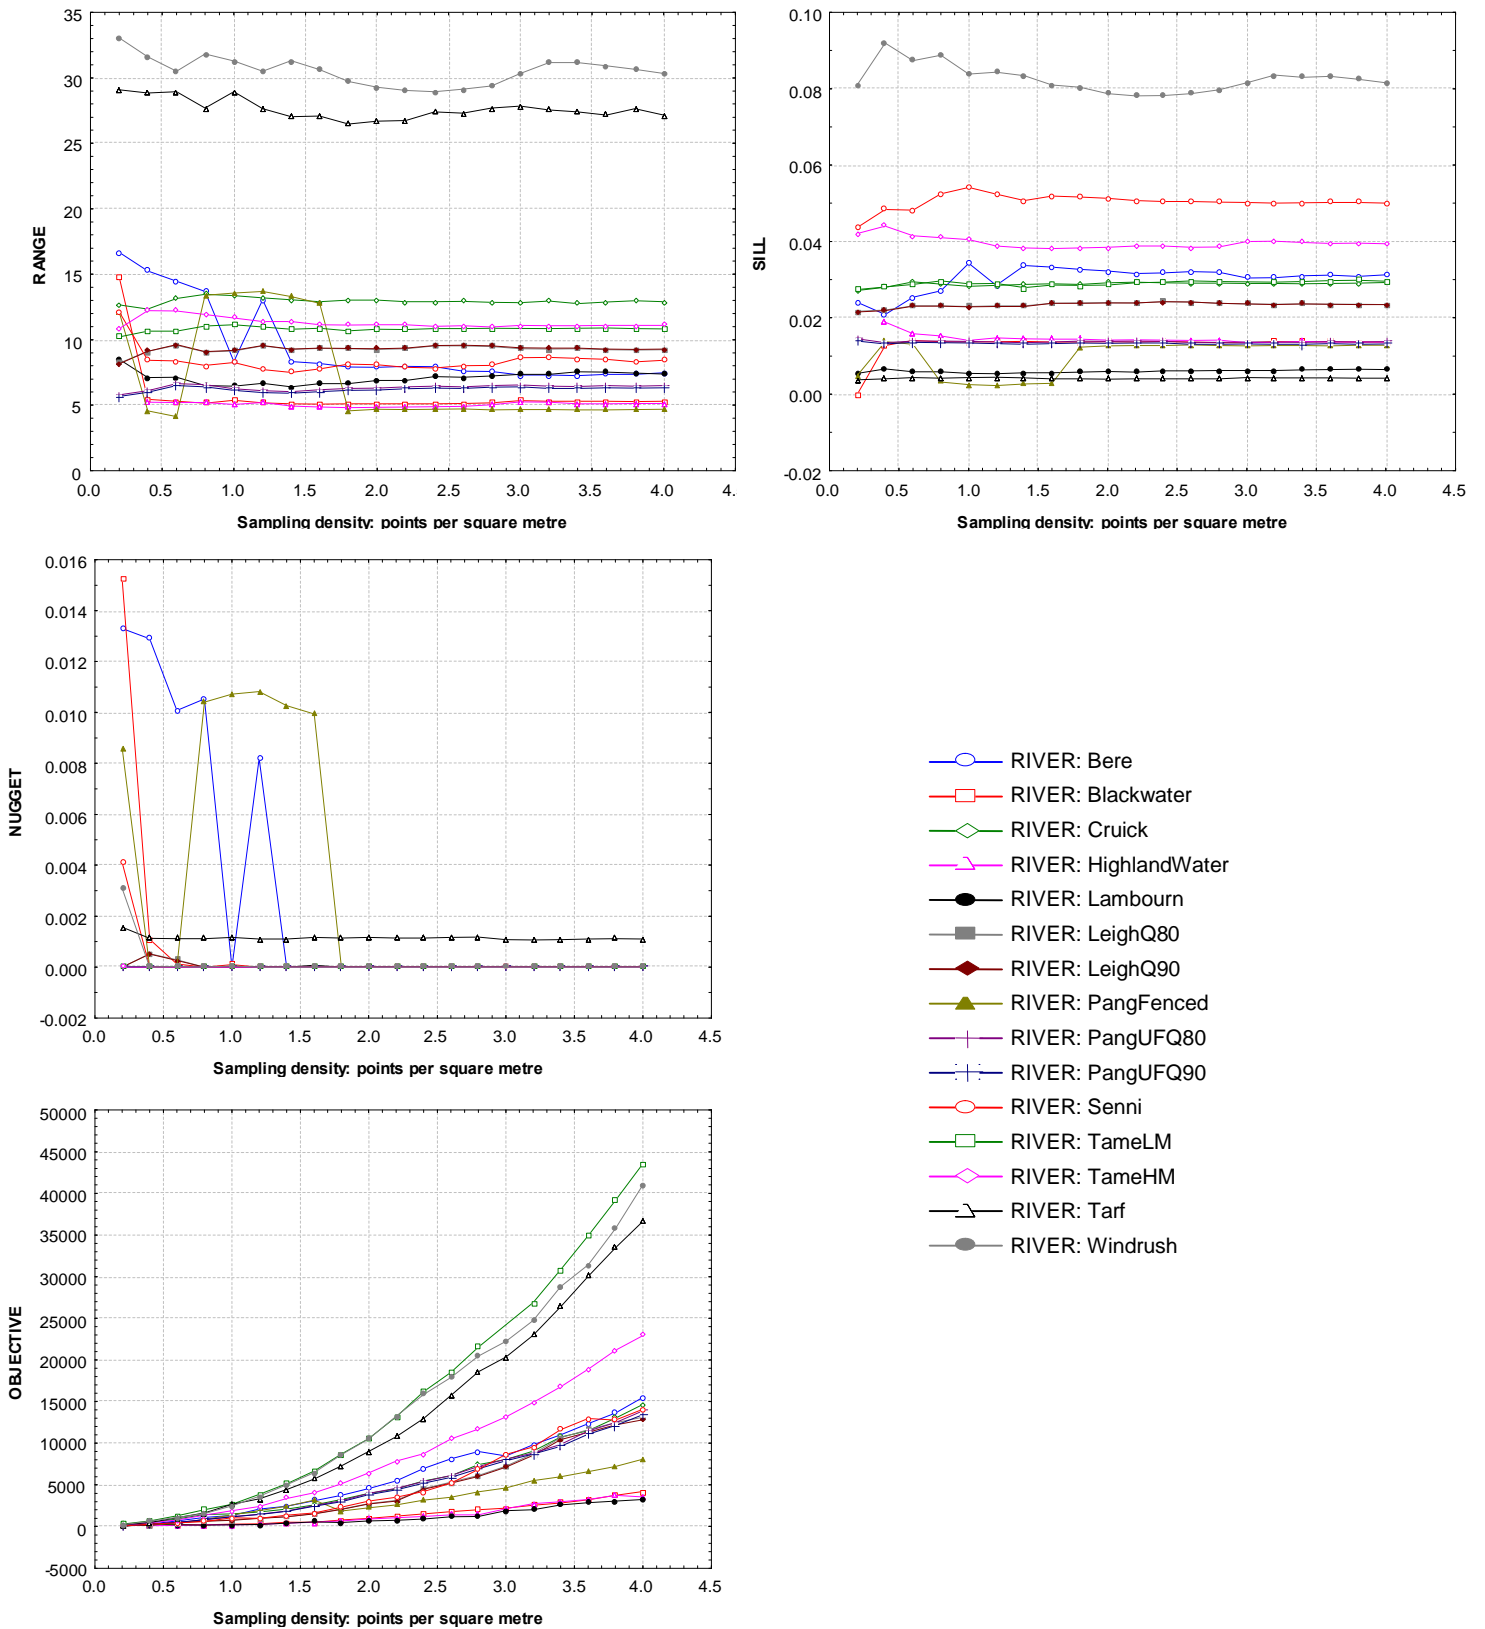 35
30
25
20
15
10
5
0
RANGE
0.0 0.5 1.0 1.5 2.0 2.5 3.0 3.5 4.0 4.
Sampling density: points per square metre
0.10
0.08
0.06
0.04
0.02
0.00
-0.02
SILL
0.0 0.5 1.0 1.5 2.0 2.5 3.0 3.5 4.0 4.5
Sampling density: points per square metre
0.016
0.014
0.012
0.010
0.008
0.006
0.004
0.002
0.000
-0.002
NUGGET
0.0 0.5 1.0 1.5 2.0 2.5 3.0 3.5 4.0 4.5
Sampling density: points per square metre
RIVER: Bere
RIVER: Blackwater
RIVER: Cruick
RIVER: HighlandWater
RIVER: Lambourn
RIVER: LeighQ80
RIVER: LeighQ90
RIVER: PangFenced
RIVER: PangUFQ80
RIVER: PangUFQ90
RIVER: Senni
RIVER: TameLM
RIVER: TameHM
RIVER: Tarf
RIVER: Windrush
50000
45000
40000
35000
30000
25000
20000
15000
10000
5000
0
-5000
OBJECTIVE
0.0 0.5 1.0 1.5 2.0 2.5 3.0 3.5 4.0 4.5
Sampling density: points per square metre